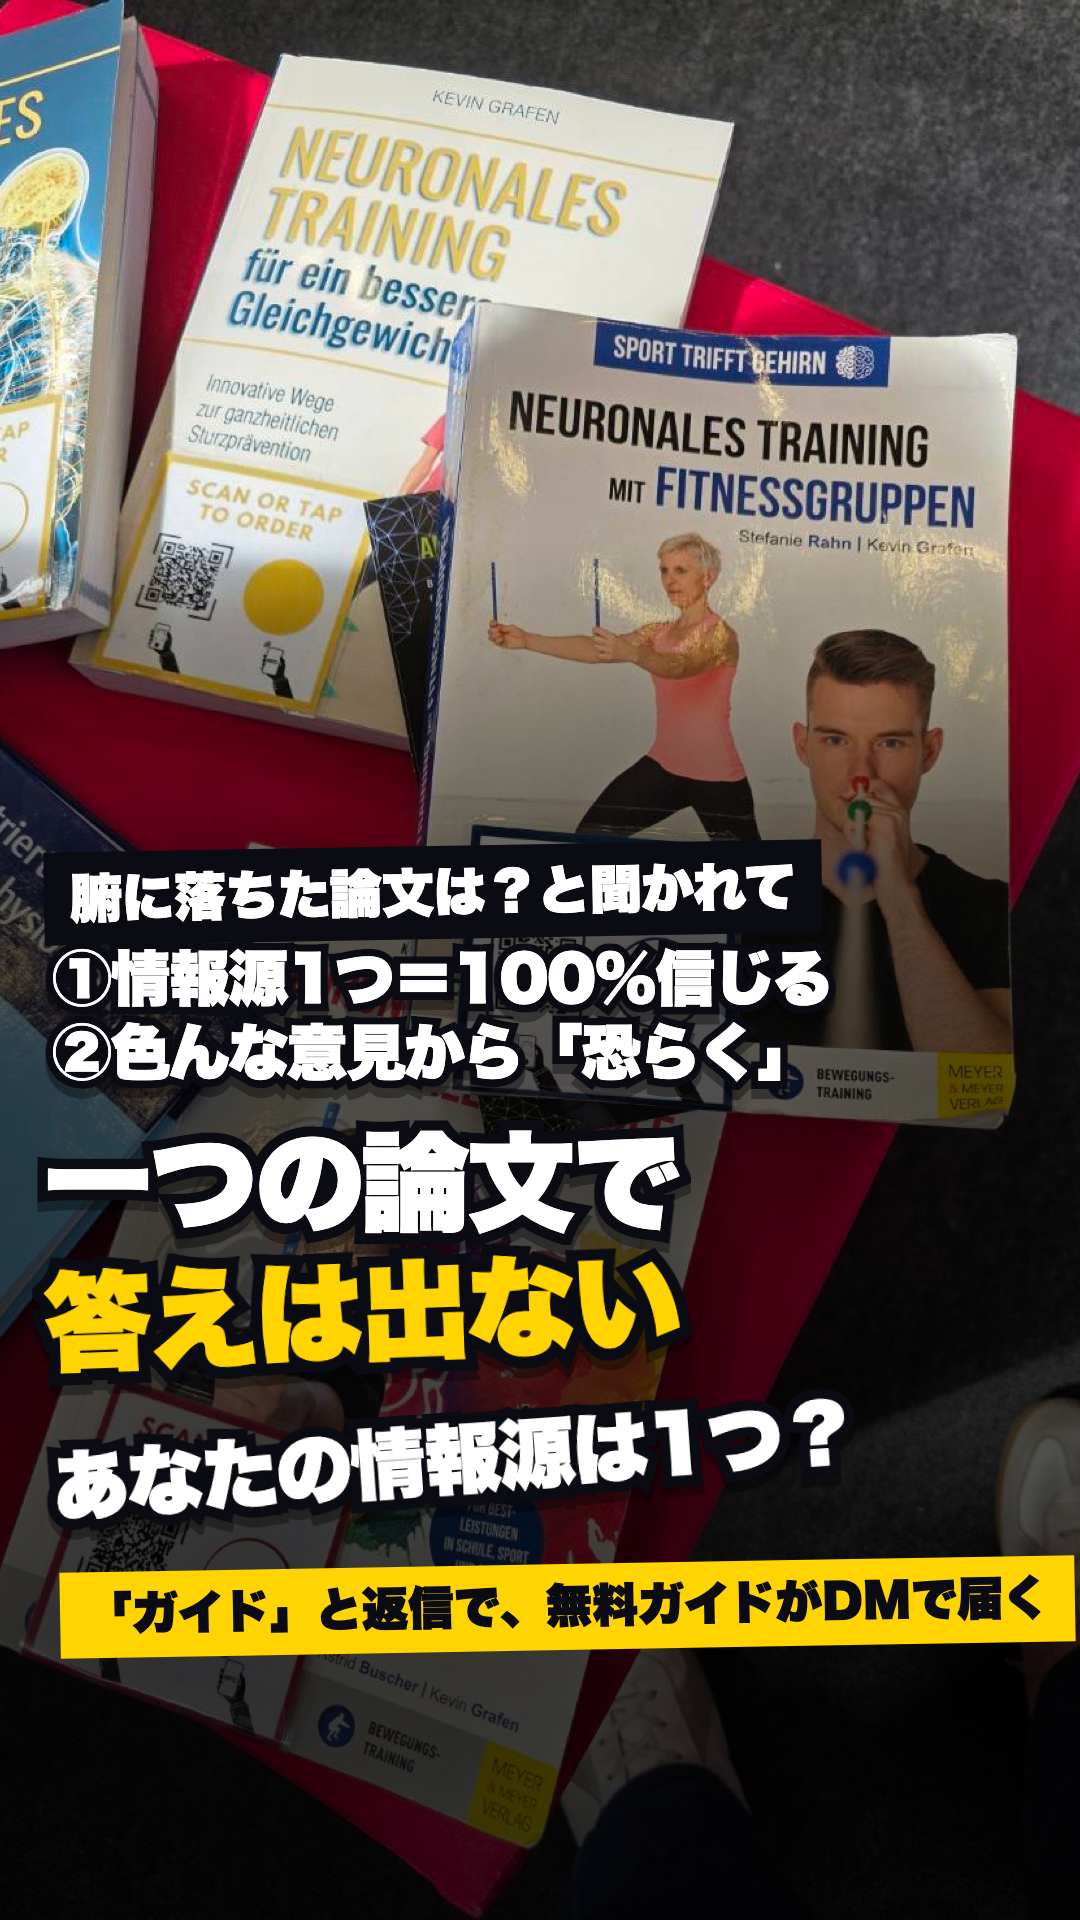 ES
KEVIN GRAFEN
NEURONALES
TRAINING
für ein besseres
Innovative Wege
zur ganzheitlichen
Sturzprävention
SCAN OR TAP
TO ORDER
SPORT TRIFFT GEHIRN
NEURONALES TRAINING
MIT FITNESSGRUPPEN
Stefanie Rahn | Kevin Grafen
腑に落ちた論文は？と聞かれて
①情報源1つ＝100%信じる
②色んな意見から「恐らく」
BEWEGUNGS-
TRAINING
MEYER
& MEYER
VERLAG
一つの論文で
答えは出ない
あなたの情報源は1つ？
LEISTUNGEN
IN SCHULE, SPORT
「ガイド」と返信で、無料ガイドがDMで届く
Astrid Buscher | Kevin Grafen
BEWEGUNGS-
TRAINING
MEYER
& MEYER
VERLAG